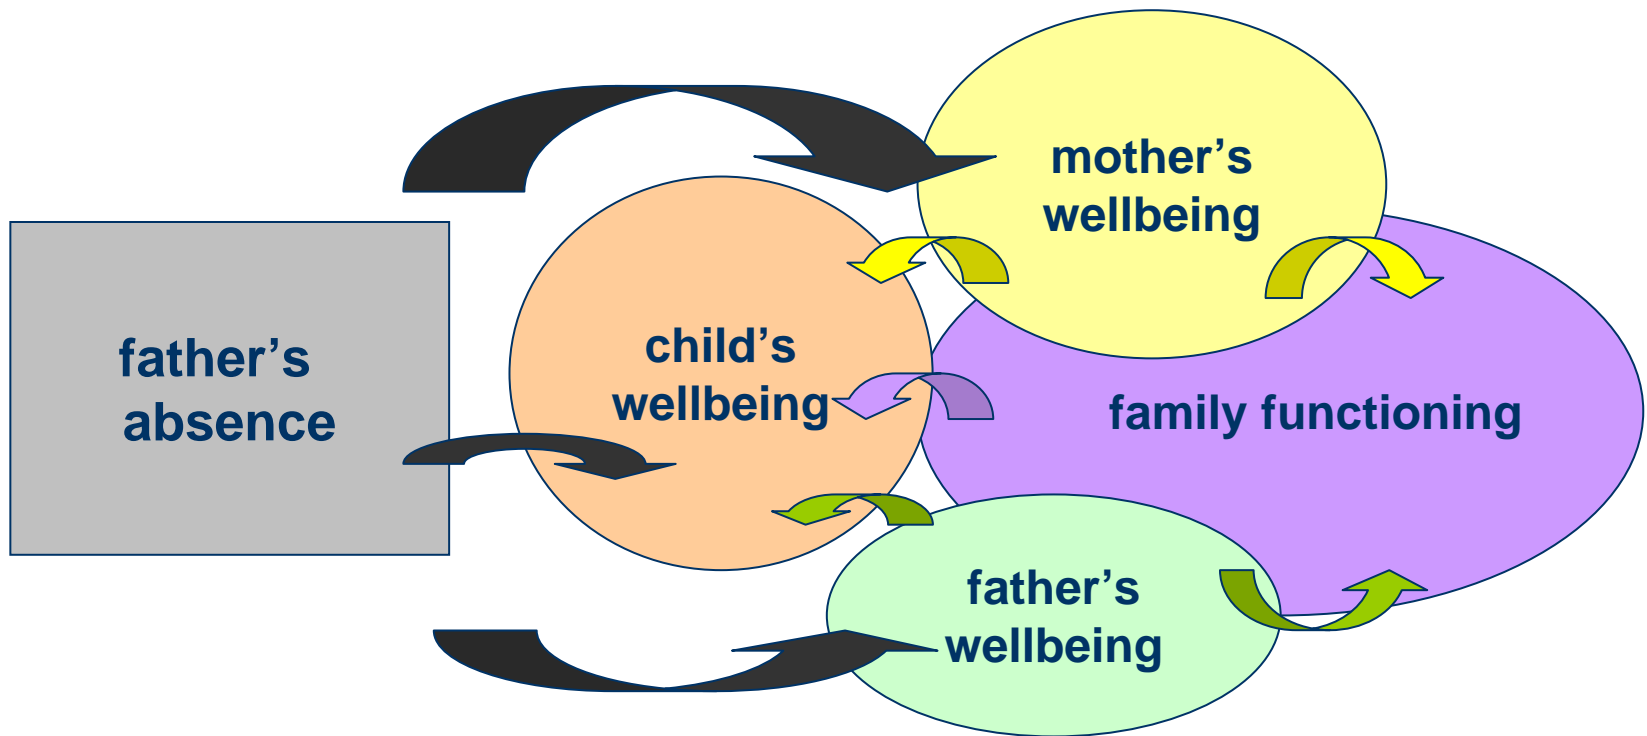 father’s
absence
child’s
wellbeing
mother’s
wellbeing
family functioning
father’s
wellbeing